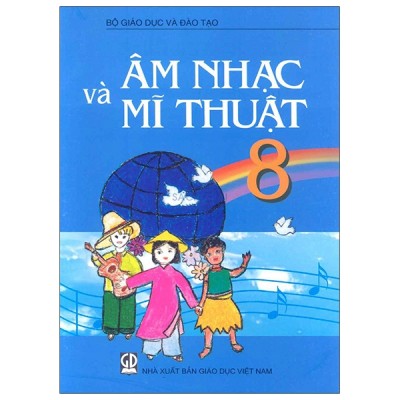 BỘ GIÁO DỤC VÀ ĐÀO TẠO
ÂM NHẠC
và
MĨ THUẬT
8
GD
NHÀ XUẤT BẢN GIÁO DỤC VIỆT NAM